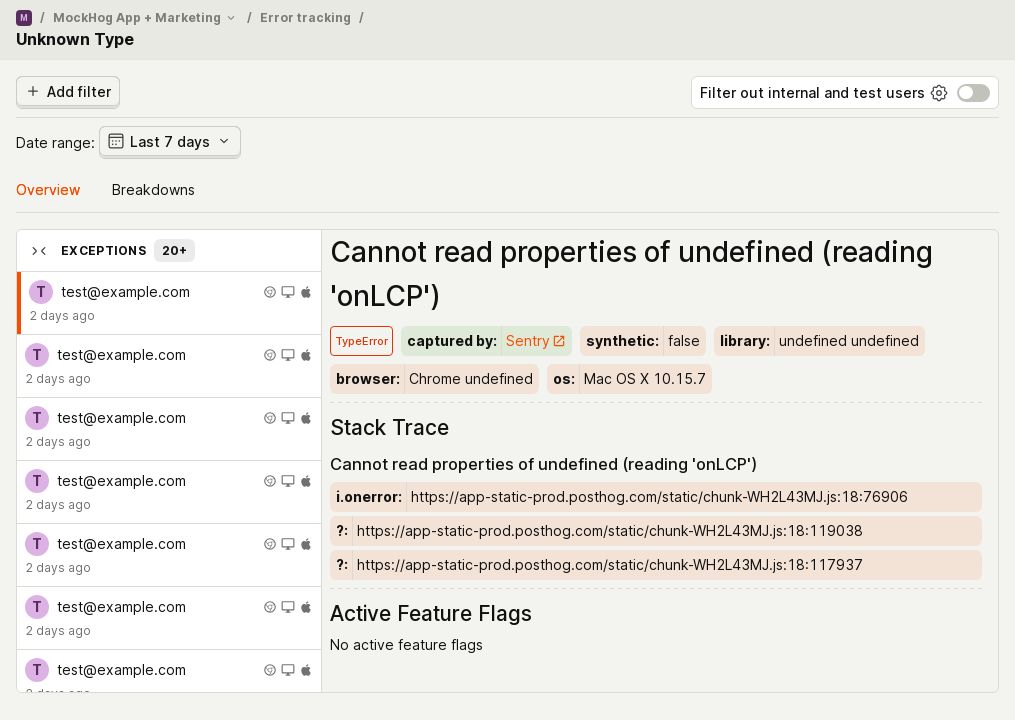 M / MockHog App + Marketing / Error tracking /
Unknown Type
Add filter
Filter out internal and test users
Date range: Last 7 days
Overview Breakdowns
EXCEPTIONS 20+
T test@example.com
2 days ago
T test@example.com
2 days ago
T test@example.com
2 days ago
T test@example.com
2 days ago
T test@example.com
2 days ago
T test@example.com
2 days ago
T test@example.com
2 days ago
Cannot read properties of undefined (reading
'onLCP')
TypeError captured by: Sentry synthetic: false library: undefined undefined
browser: Chrome undefined os: Mac OS X 10.15.7
Stack Trace
Cannot read properties of undefined (reading 'onLCP')
i.onerror: https://app-static-prod.posthog.com/static/chunk-WH2L43MJ.js:18:76906
?: https://app-static-prod.posthog.com/static/chunk-WH2L43MJ.js:18:119038
?: https://app-static-prod.posthog.com/static/chunk-WH2L43MJ.js:18:117937
Active Feature Flags
No active feature flags